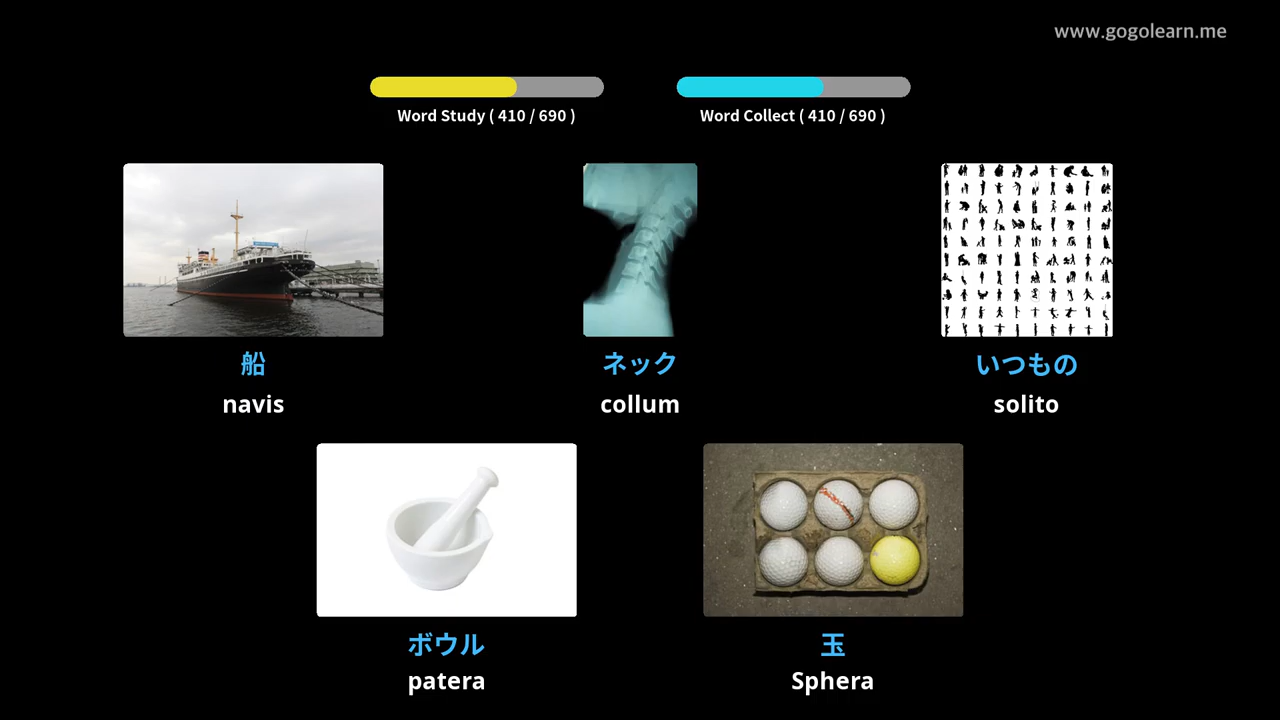 www.gogolearn.me
Word Study ( 410 / 690 )
Word Collect ( 410 / 690 )
船
ネック
いつもの
navis
collum
solito
ボウル
玉
patera
Sphera